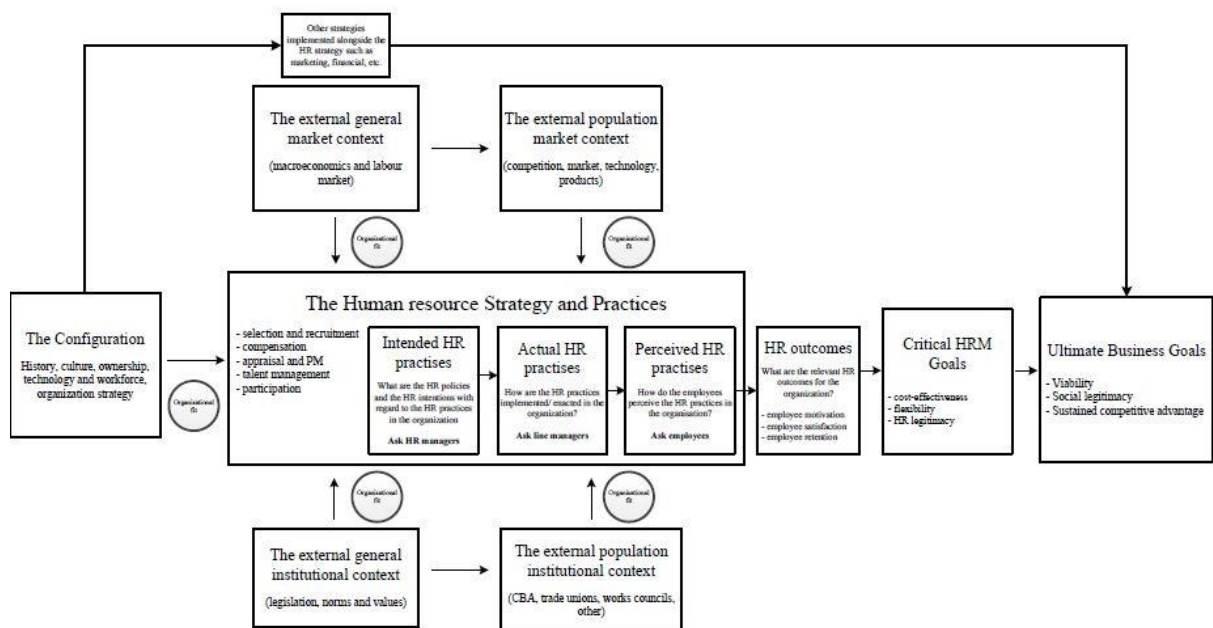 Other strategies
implemented alongside the
HR strategy such as
marketing, financial, etc.
The external general
market context
(macroeconomics and labour
market)
The external population
market context
(competition, market, technology,
products)
Organisational
fit
Organisational
fit
The Configuration
History, culture, ownership,
technology and workforce,
organization strategy
Organisational
fit
The Human resource Strategy and Practices
- selection and recruitment
- compensation
- appraisal and PM
- talent management
- participation
Intended HR
practises
What are the HR policies
and the HR intentions with
regard to the HR practices
in the organization
Ask HR managers
Actual HR
practises
How are the HR practices
implemented/ enacted in the
organization?
Ask line managers
Perceived HR
practises
How do the employees
perceive the HR practices in
the organisation?
Ask employees
HR outcomes
What are the relevant HR
outcomes for the
organization?
- employee motivation
- employee satisfaction
- employee retention
Critical HRM
Goals
- cost-effectiveness
- flexibility
- HR legitimacy
Ultimate Business Goals
- Viability
- Social legitimacy
- Sustained competitive advantage
Organisational
fit
Organisational
fit
The external general
institutional context
(legislation, norms and values)
The external population
institutional context
(CBA, trade unions, works councils,
other)